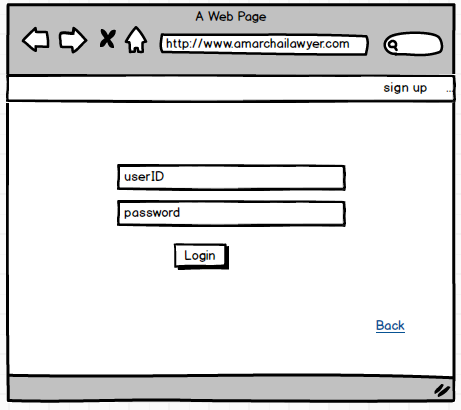 A Web Page
http://www.amarchailawyer.com
sign up ...
userID
password
Login
Back